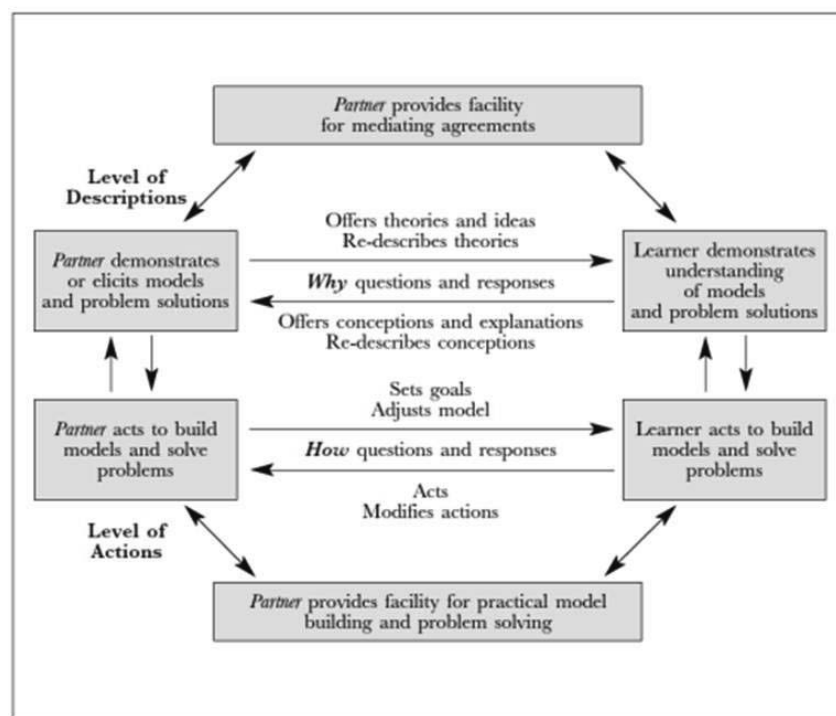 Partner provides facility
for mediating agreements
Level of
Descriptions
Offers theories and ideas
Re-describes theories
Partner demonstrates
or elicits models
and problem solutions
Why questions and responses
Learner demonstrates
understanding
of models
and problem solutions
Offers conceptions and explanations
Re-describes conceptions
Sets goals
Adjusts model
Partner acts to build
models and solve
problems
How questions and responses
Learner acts to build
models and solve
problems
Acts
Modifies actions
Level of
Actions
Partner provides facility for practical model
building and problem solving